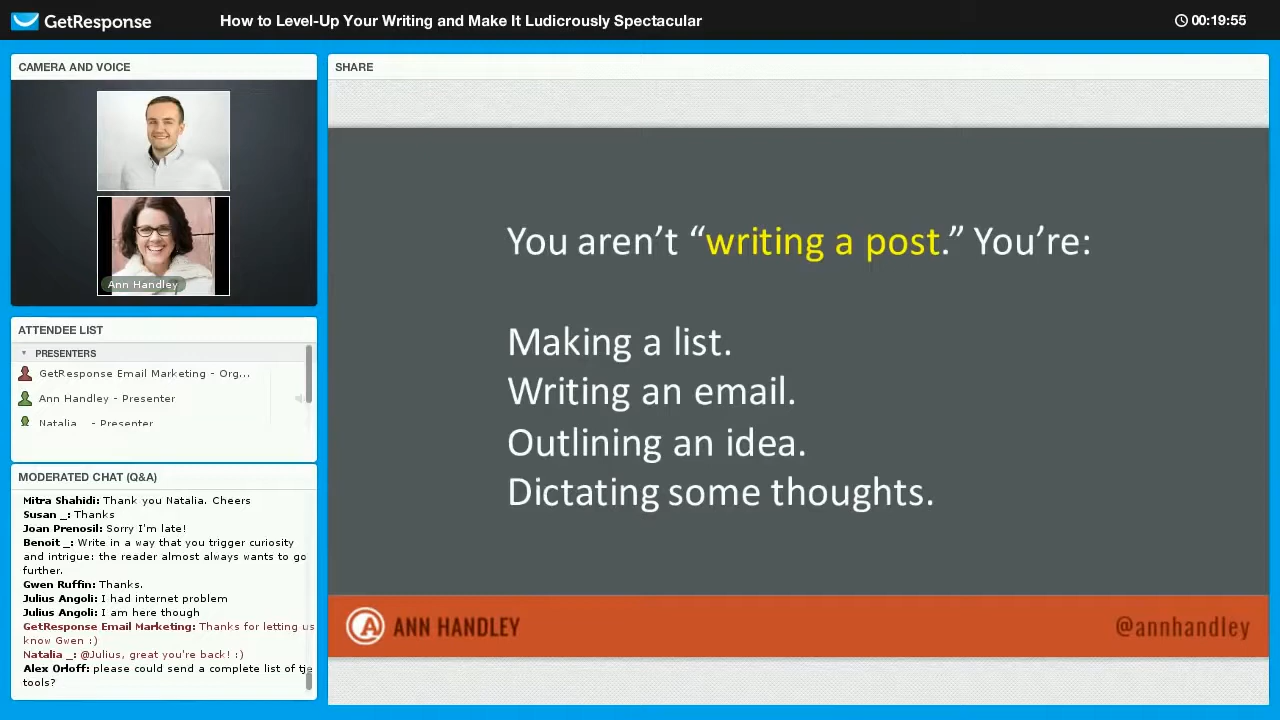 GetResponse
How to Level-Up Your Writing and Make It Ludicrously Spectacular
00:19:55
CAMERA AND VOICE
Ann Handley
ATTENDEE LIST
PRESENTERS
GetResponse Email Marketing - Org...
Ann Handley - Presenter
Natalia _ - Presenter
MODERATED CHAT (Q&A)
Mitra Shahidi: Thank you Natalia. Cheers
Susan _: Thanks
Joan Prenosil: Sorry I'm late!
Benoit _: Write in a way that you trigger curiosity
and intrigue: the reader almost always wants to go
further.
Gwen Ruffin: Thanks.
Julius Angoli: I had internet problem
Julius Angoli: I am here though
GetResponse Email Marketing: Thanks for letting us
know Gwen :)
Natalia _: @Julius, great you're back! :)
Alex Orloff: please could send a complete list of tje
tools?
SHARE
You aren’t “writing a post.” You’re:
Making a list.
Writing an email.
Outlining an idea.
Dictating some thoughts.
ANN HANDLEY
@annhandley